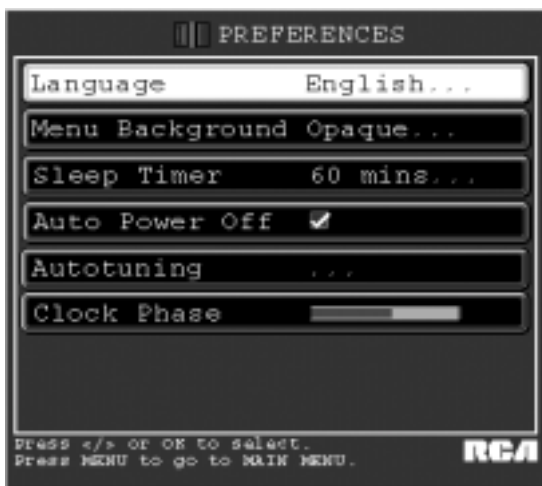 PREFERENCES
Language English...
Menu Background Opaque...
Sleep Timer 60 mins...
Auto Power Off
Autotuning ...
Clock Phase
Press </> or OK to select.
Press MENU to go to MAIN MENU.
RCA